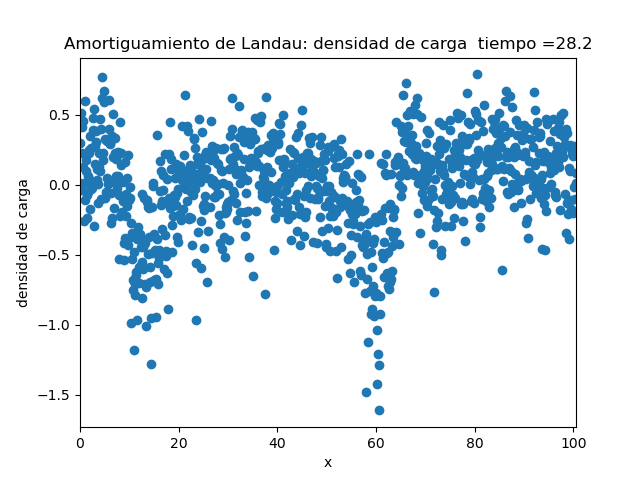 Amortiguamiento de Landau: densidad de carga  tiempo =28.2
densidad de carga
0.5
0.0
−0.5
−1.0
−1.5
0 20 40 60 80 100
x